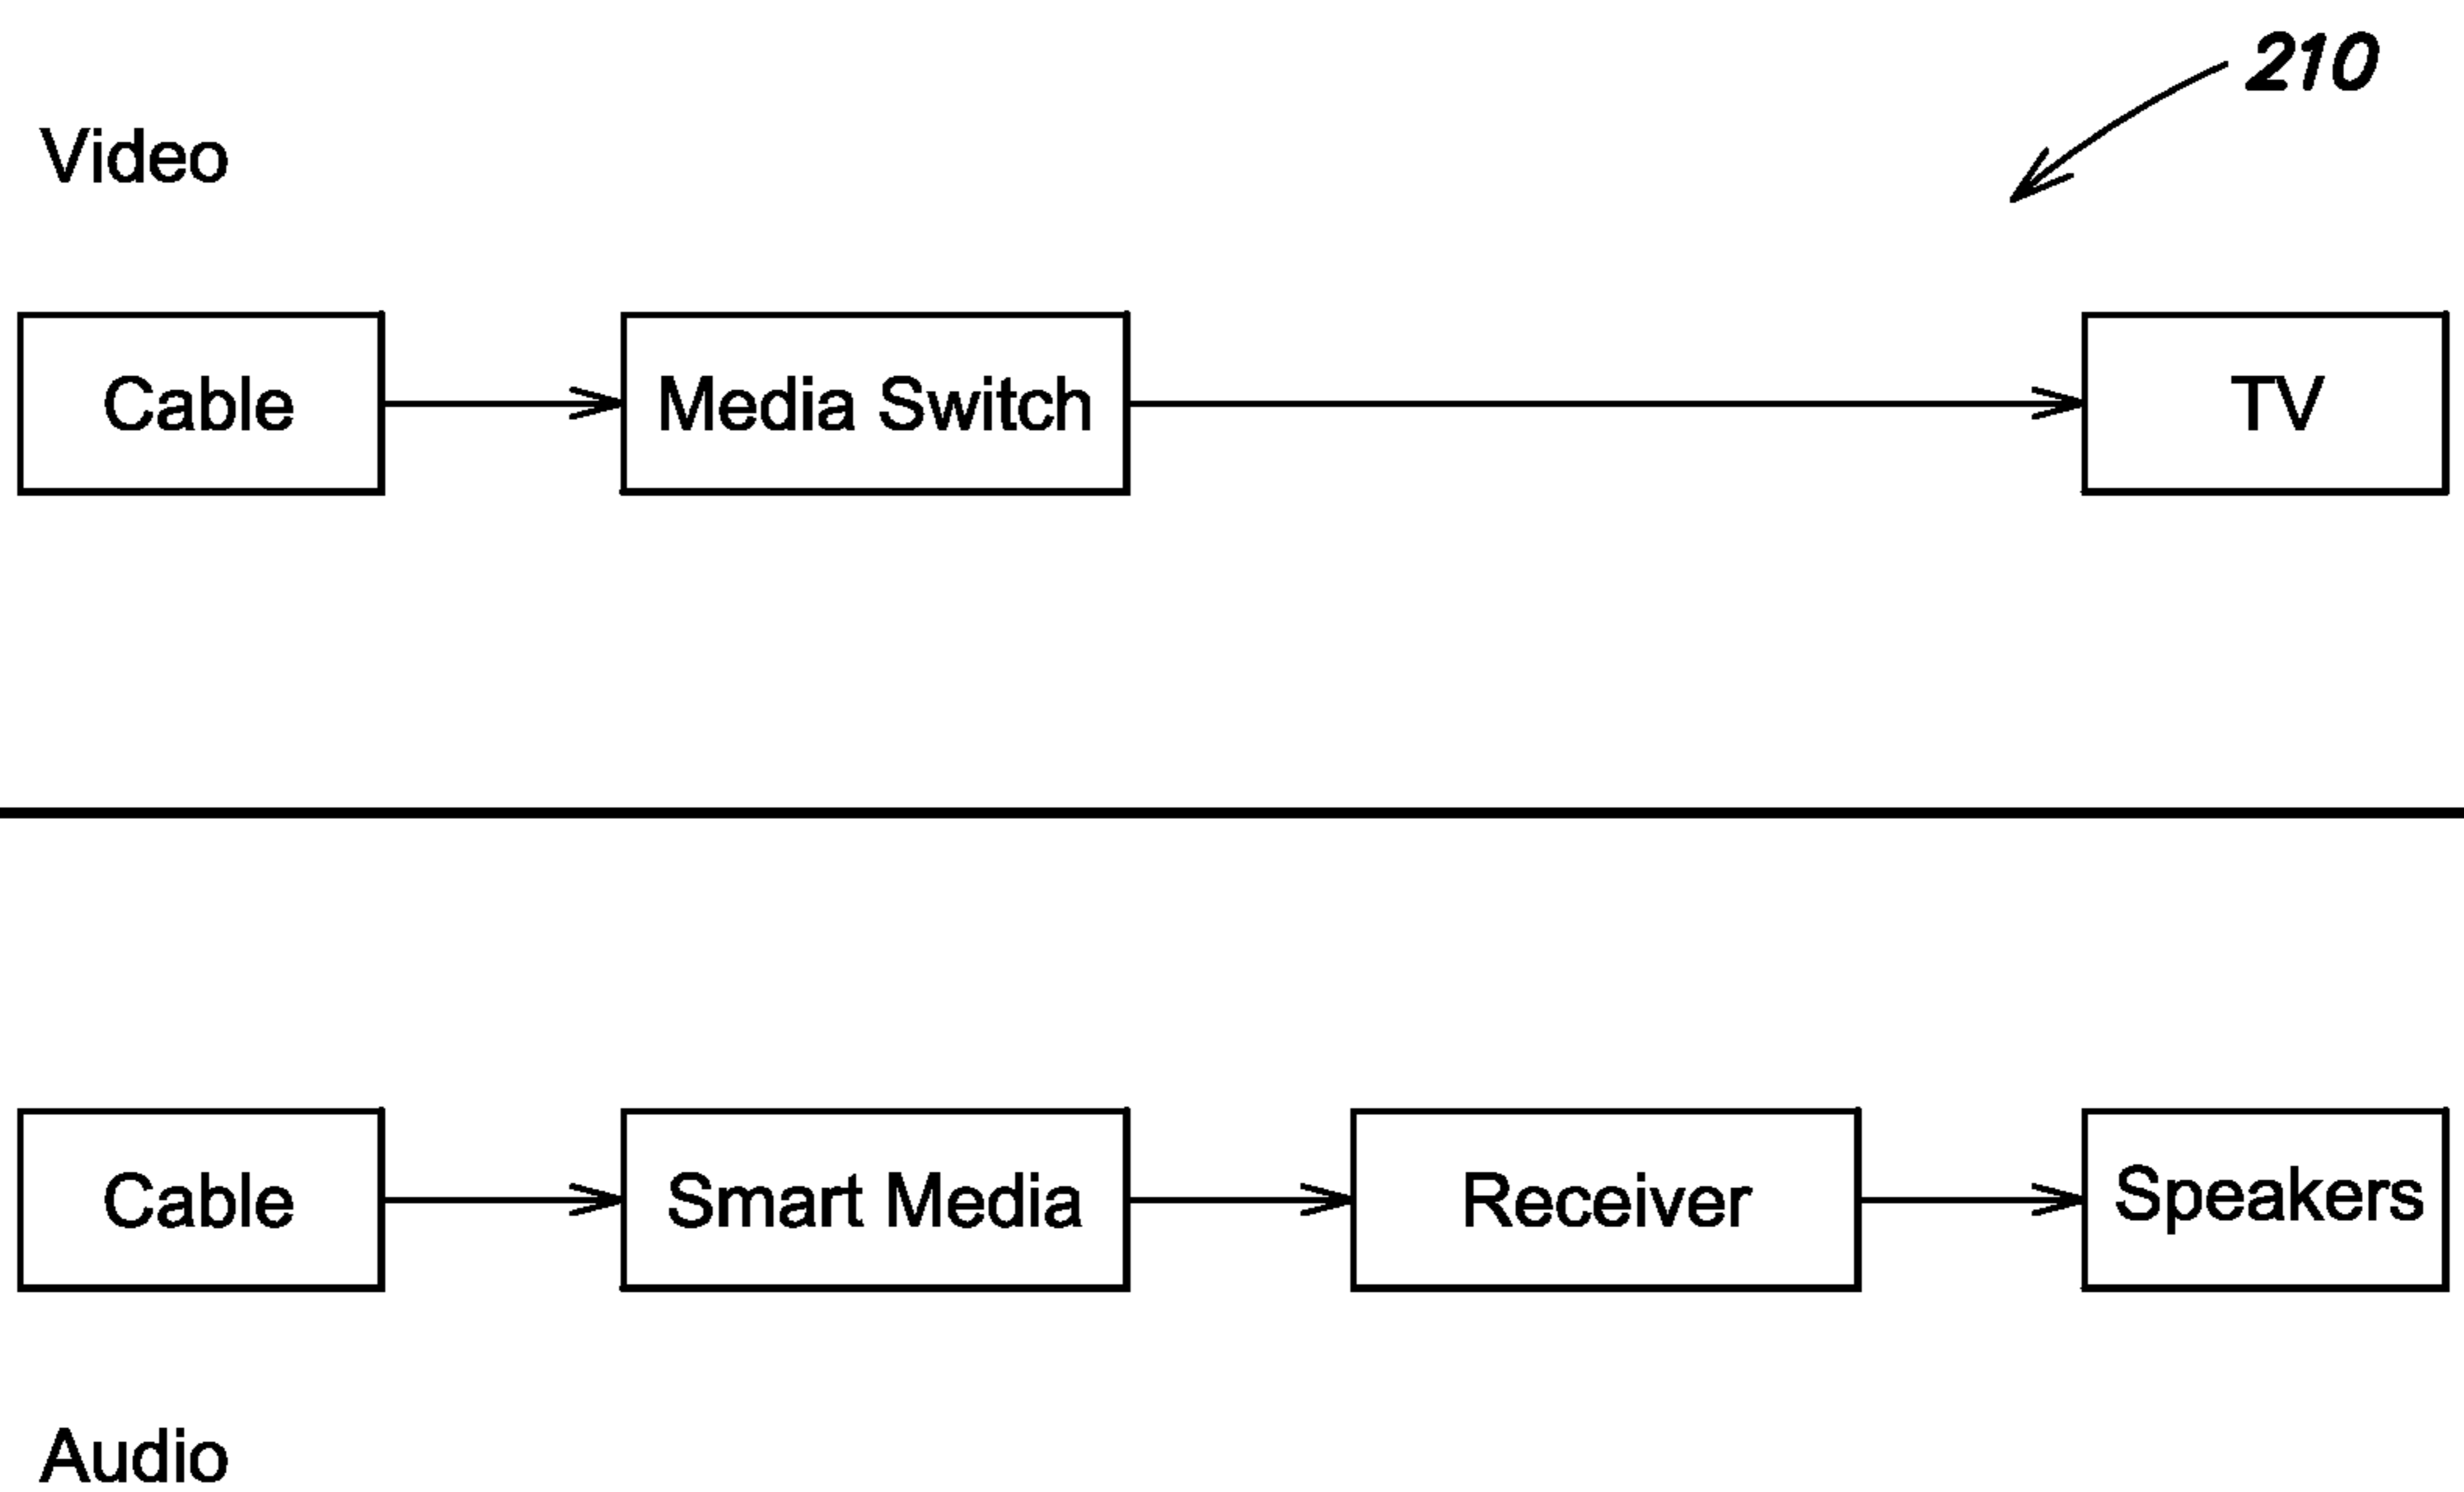 210
Video
Cable
Media Switch
TV
Cable
Smart Media
Receiver
Speakers
Audio